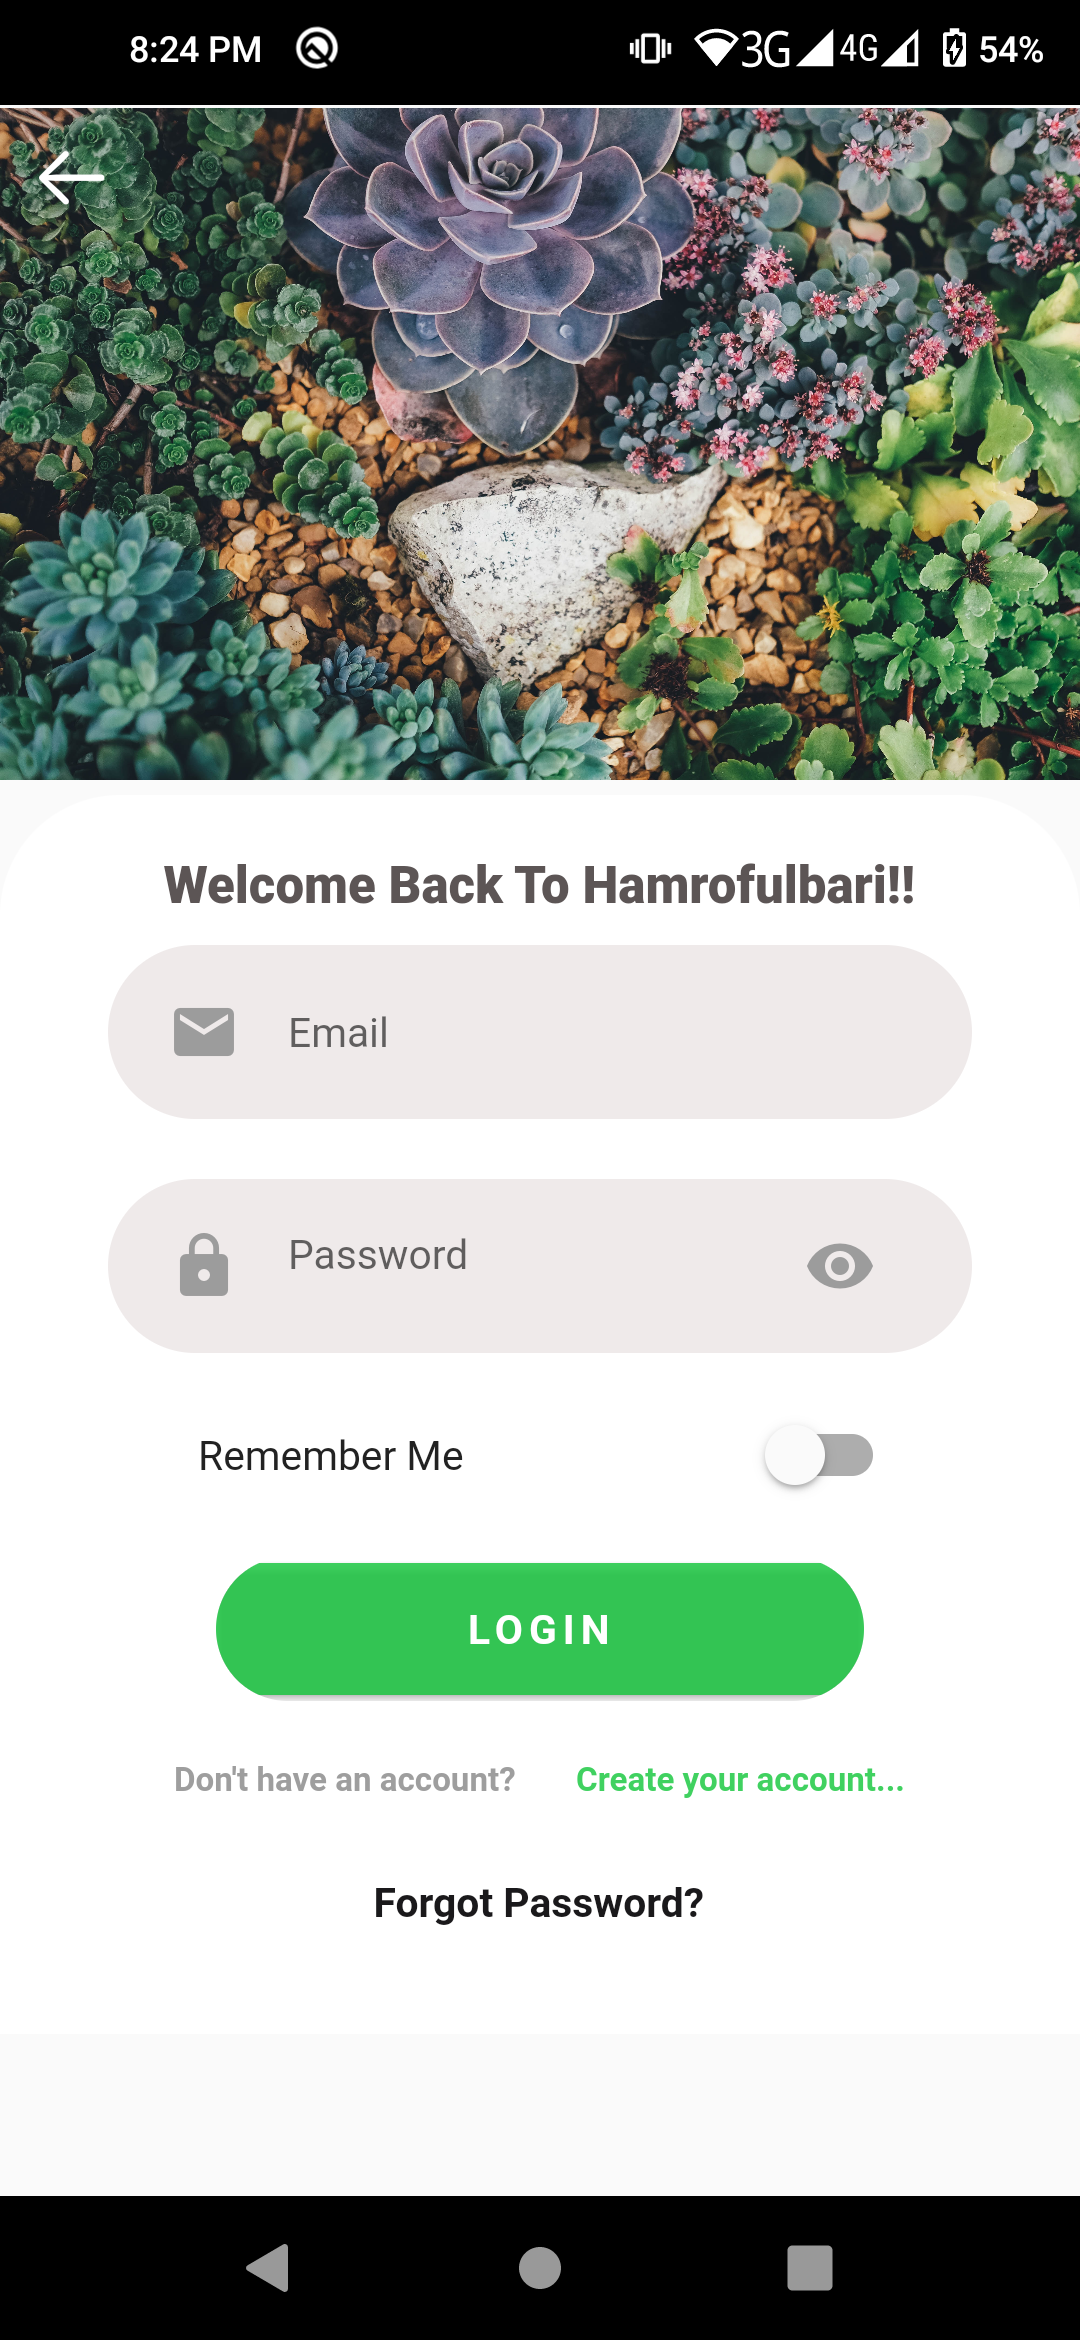 8:24 PM 3G 4G 54%
Welcome Back To Hamrofulbari!!
Email
Password
Remember Me
LOGIN
Don't have an account? Create your account...
Forgot Password?